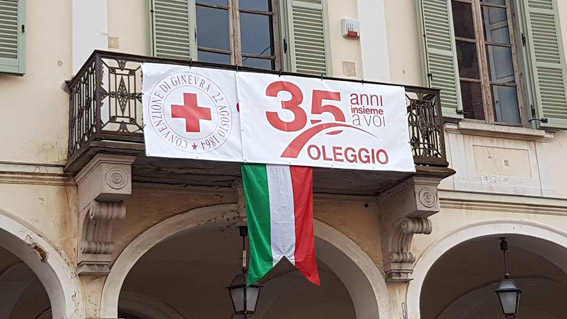 CONVENZIONE DI GINEVRA 22 AGOSTO 1864
35 anni
insieme
a voi
OLEGGIO